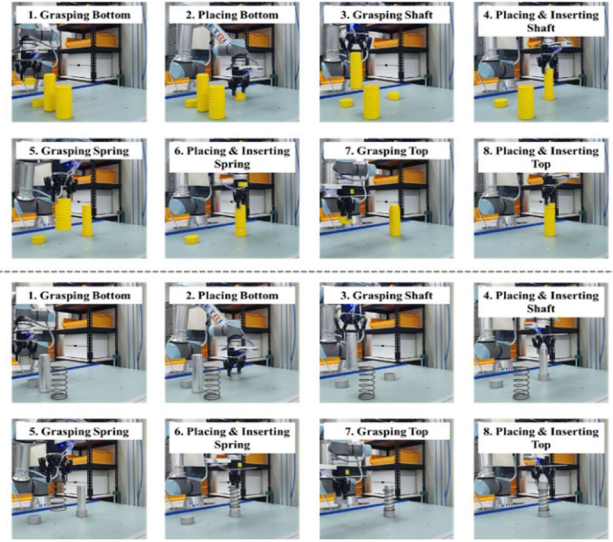 1. Grasping Bottom
2. Placing Bottom
3. Grasping Shaft
4. Placing & Inserting
Shaft
5. Grasping Spring
6. Placing & Inserting
Spring
7. Grasping Top
8. Placing & Inserting
Top
1. Grasping Bottom
2. Placing Bottom
3. Grasping Shaft
4. Placing & Inserting
Shaft
5. Grasping Spring
6. Placing & Inserting
Spring
7. Grasping Top
8. Placing & Inserting
Top